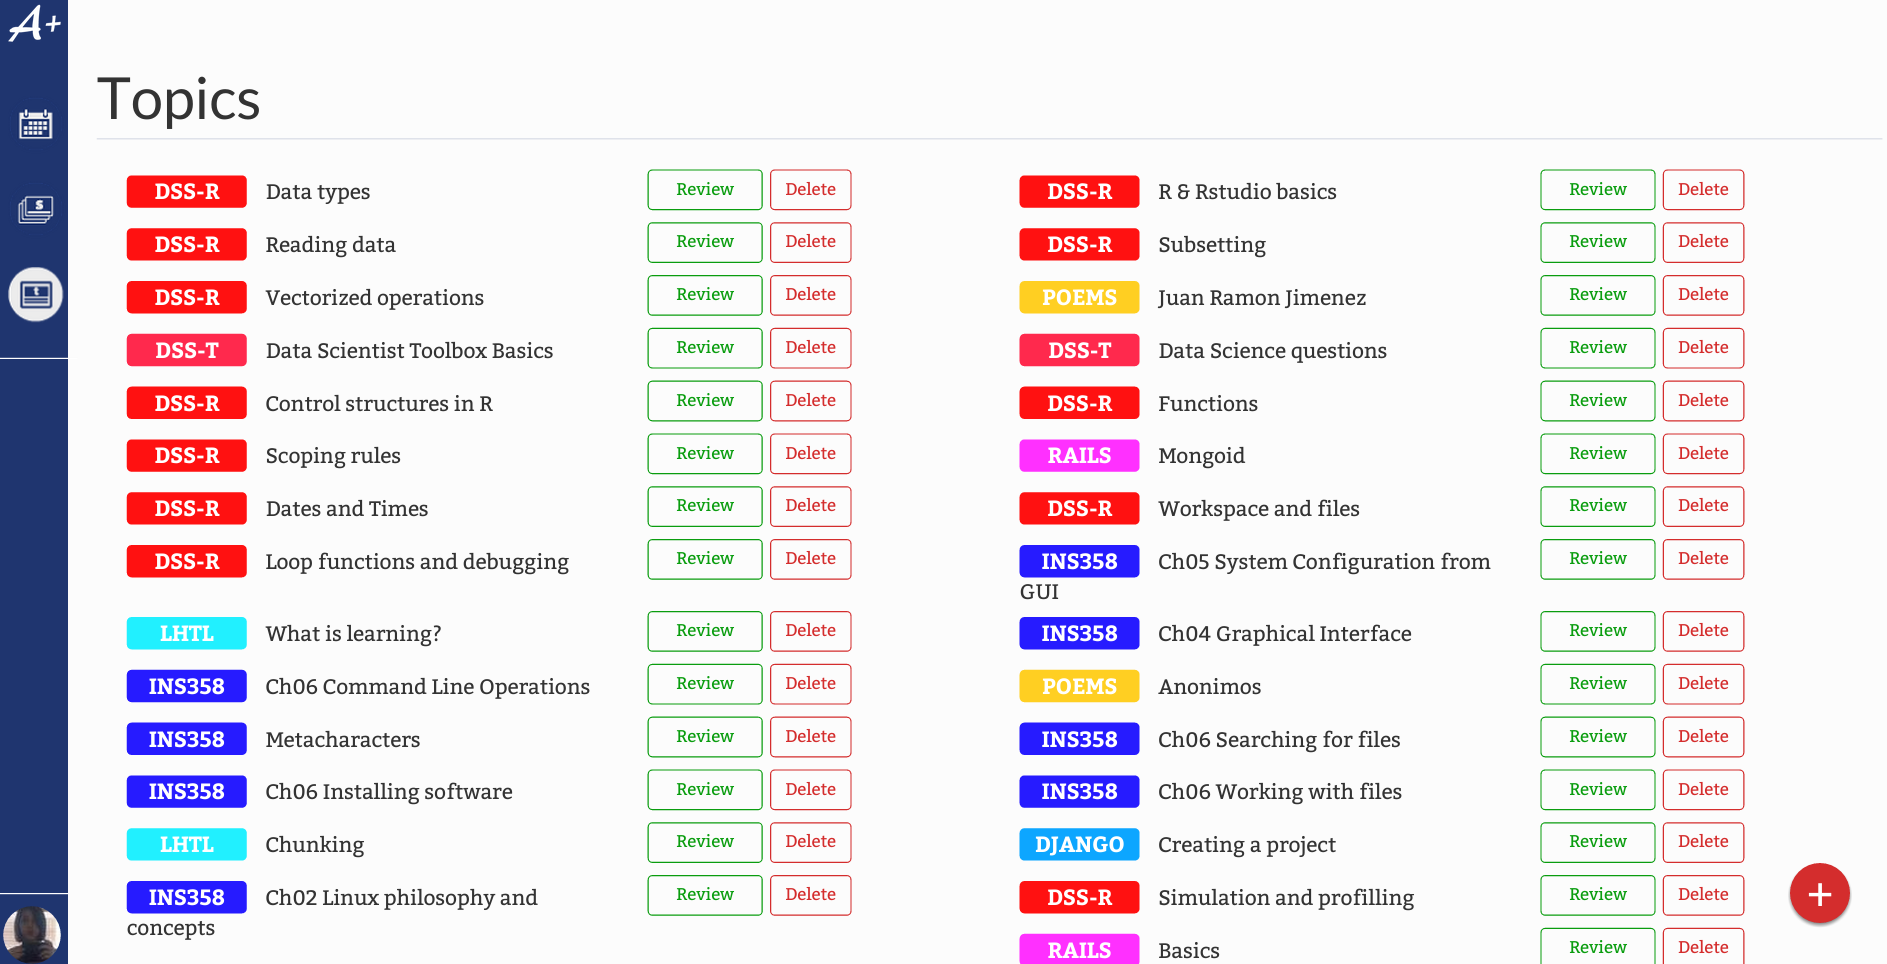 A+
Topics
DSS-R Data types Review Delete
DSS-R R & Rstudio basics Review Delete
DSS-R Reading data Review Delete
DSS-R Subsetting Review Delete
DSS-R Vectorized operations Review Delete
POEMS Juan Ramon Jimenez Review Delete
DSS-T Data Scientist Toolbox Basics Review Delete
DSS-T Data Science questions Review Delete
DSS-R Control structures in R Review Delete
DSS-R Functions Review Delete
DSS-R Scoping rules Review Delete
RAILS Mongoid Review Delete
DSS-R Dates and Times Review Delete
DSS-R Workspace and files Review Delete
DSS-R Loop functions and debugging Review Delete
INS358 Ch05 System Configuration from Review Delete
GUI
LHTL What is learning? Review Delete
INS358 Ch04 Graphical Interface Review Delete
INS358 Ch06 Command Line Operations Review Delete
POEMS Anonimos Review Delete
INS358 Metacharacters Review Delete
INS358 Ch06 Searching for files Review Delete
INS358 Ch06 Installing software Review Delete
INS358 Ch06 Working with files Review Delete
LHTL Chunking Review Delete
DJANGO Creating a project Review Delete
INS358 Ch02 Linux philosophy and Review Delete
concepts
DSS-R Simulation and profilling Review Delete
RAILS Basics Review Delete